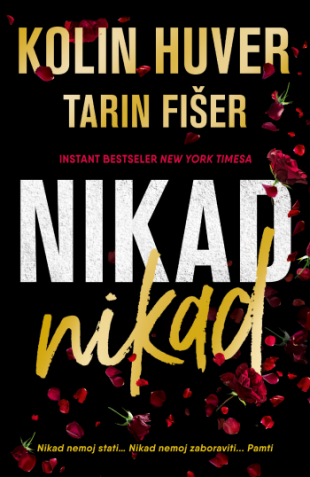 KOLIN HUVER
TARIN FIŠER
INSTANT BESTSELER NEW YORK TIMESA
NIKAD
nikad
Nikad nemoj stati... Nikad nemoj zaboraviti... Pamti